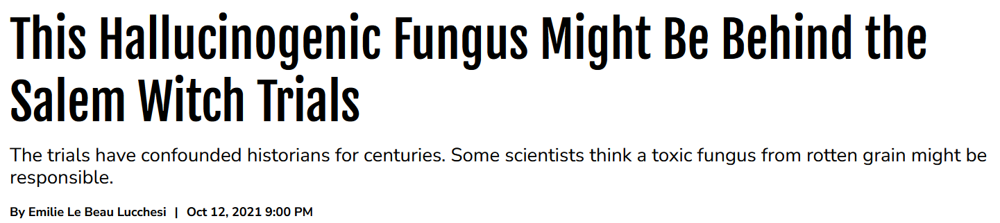 This Hallucinogenic Fungus Might Be Behind the
Salem Witch Trials
The trials have confounded historians for centuries. Some scientists think a toxic fungus from rotten grain might be
responsible.
By Emilie Le Beau Lucchesi | Oct 12, 2021 9:00 PM